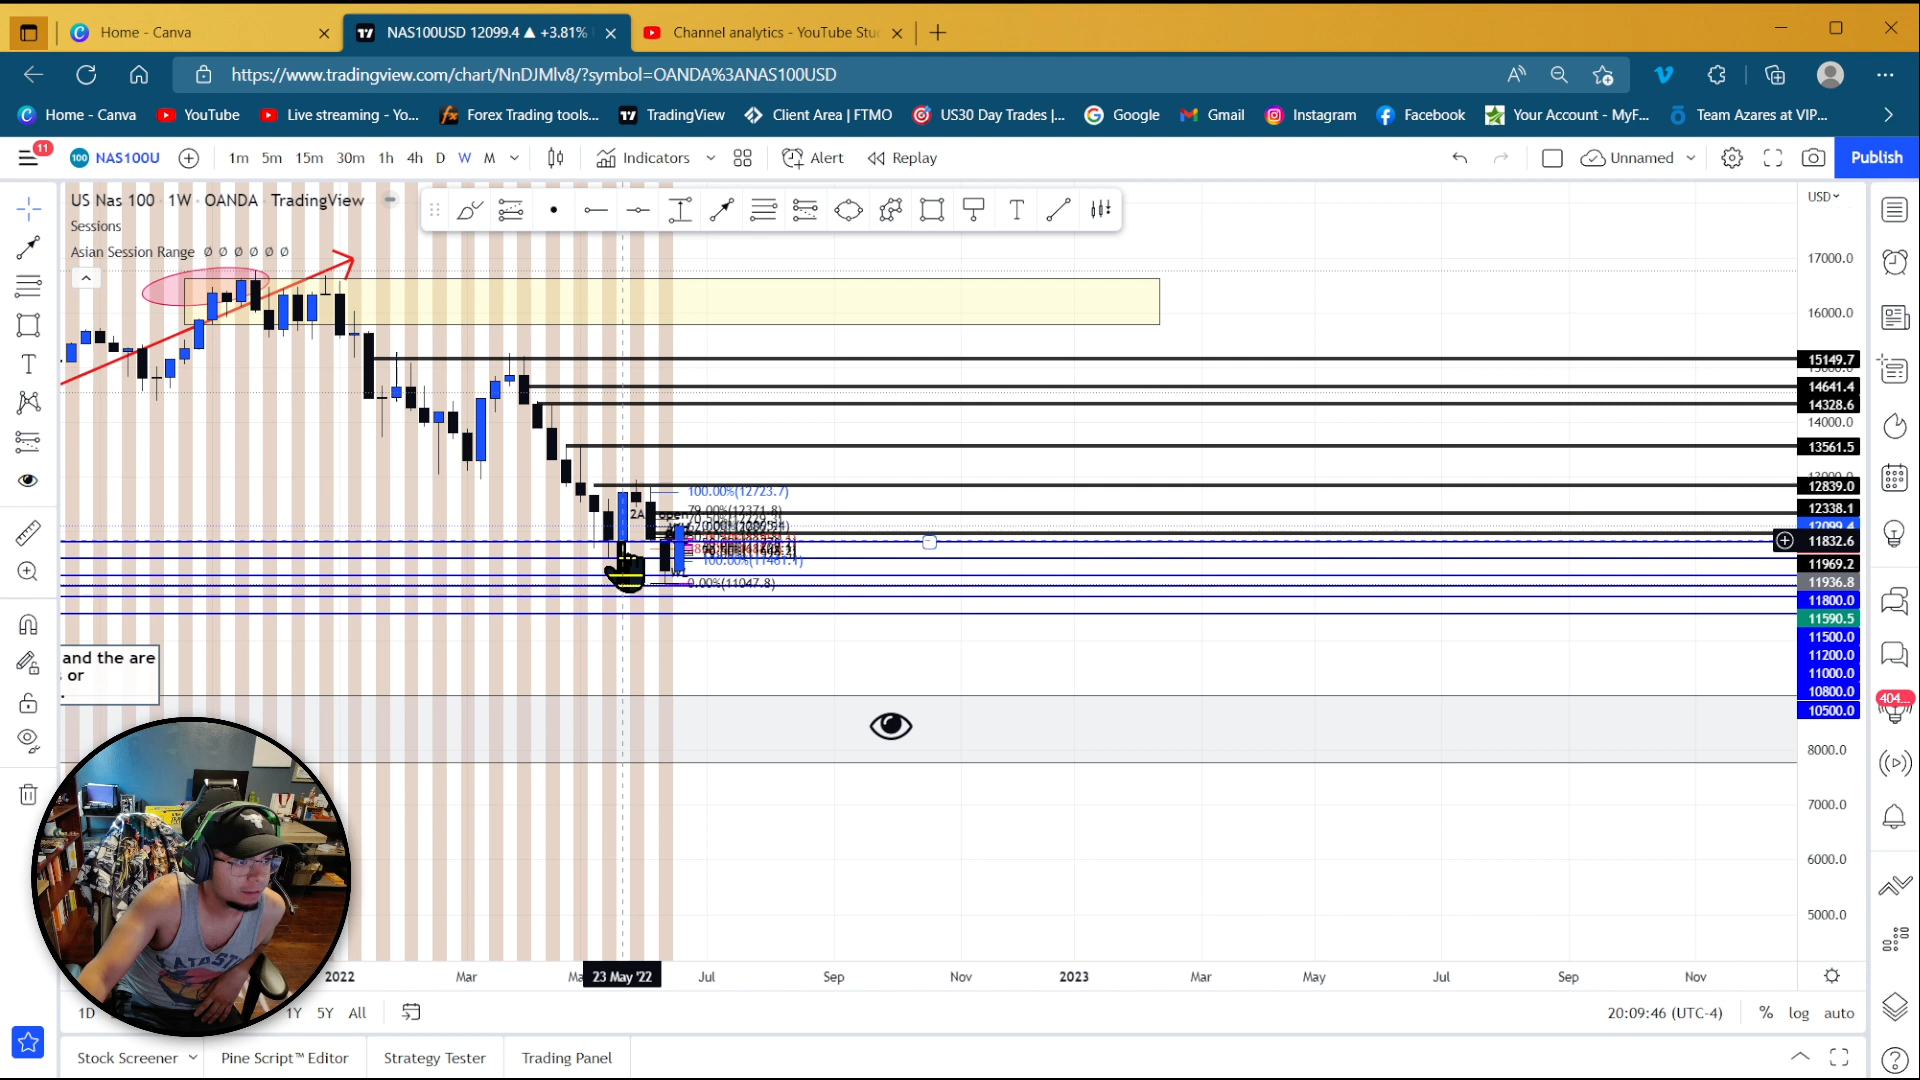 Home - Canva
NAS100USD 12099.4 ▲ +3.81%
Channel analytics - YouTube Stu
https://www.tradingview.com/chart/NnDJMlv8/?symbol=OANDA%3ANAS100USD
Home - Canva
YouTube
Live streaming - Yo...
Forex Trading tools...
TradingView
Client Area | FTMO
US30 Day Trades |...
Google
Gmail
Instagram
Facebook
Your Account - MyF...
Team Azares at VIP...
11
NAS100U
1m 5m 15m 30m 1h 4h D W M
Indicators
Alert
Replay
Unnamed
Publish
US Nas 100 · 1W · OANDA · TradingView
USD
Sessions
Asian Session Range
17000.0
16000.0
15149.7
14641.4
14328.6
14000.0
13561.5
12839.0
100.00%(12723.7)
12338.1
79.00%(12371.8)
12099.4
11832.6
11969.2
11936.8
0.00%(11047.8)
11800.0
11590.5
11500.0
11200.0
11000.0
10800.0
10500.0
and the are
or
404...
8000.0
7000.0
6000.0
5000.0
2022 Mar 23 May '22 Jul Sep Nov 2023 Mar May Jul Sep Nov
1D 1Y 5Y All
20:09:46 (UTC-4)
% log auto
Stock Screener
Pine Script™ Editor
Strategy Tester
Trading Panel